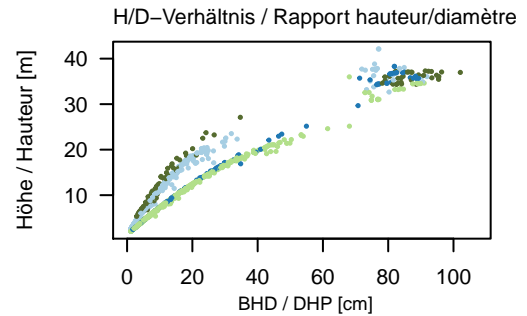 H/D−Verhältnis / Rapport hauteur/diamètre
Höhe / Hauteur [m]
40
30
20
10
0 20 40 60 80 100
BHD / DHP [cm]